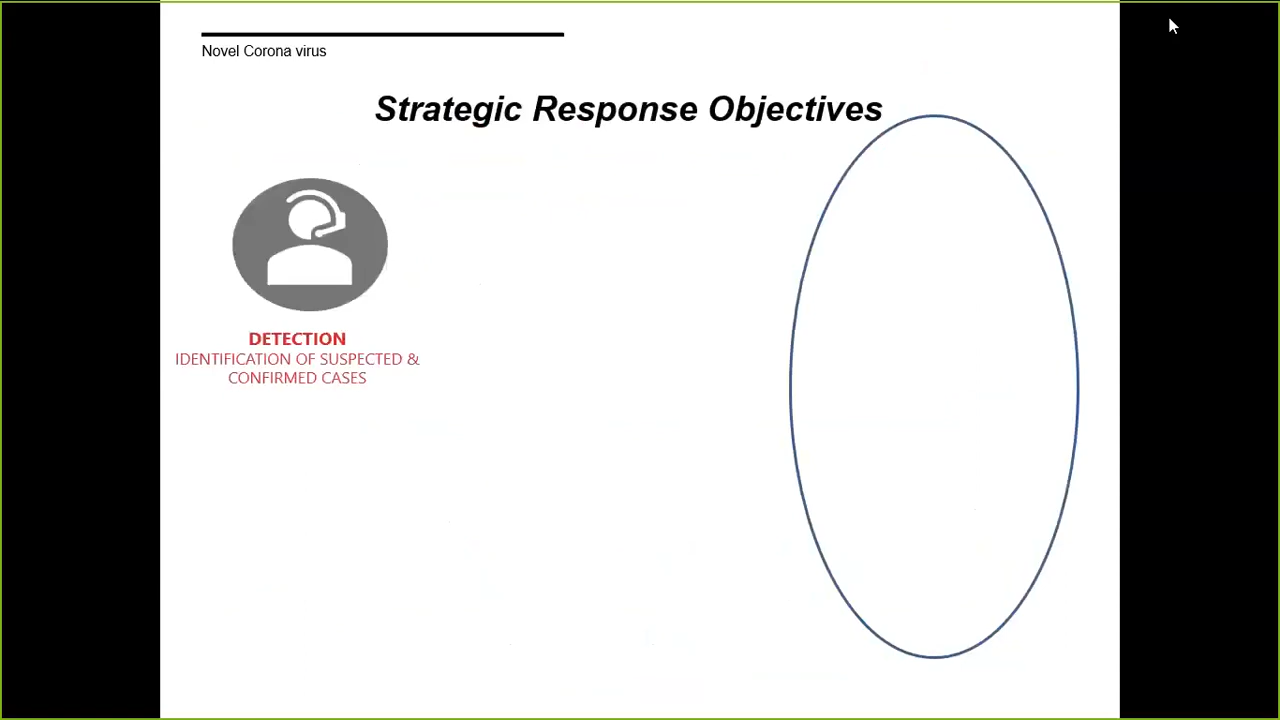 Novel Corona virus
Strategic Response Objectives
DETECTION
IDENTIFICATION OF SUSPECTED &
CONFIRMED CASES